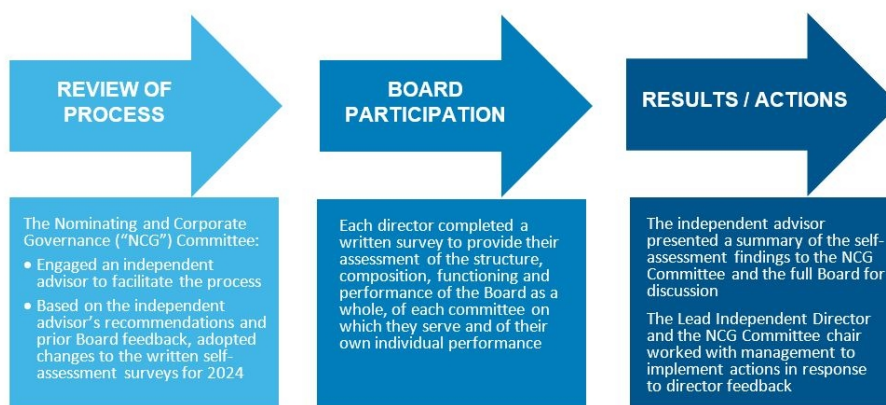 REVIEW OF
PROCESS
The Nominating and Corporate
Governance (“NCG”) Committee:
• Engaged an independent
advisor to facilitate the process
• Based on the independent
advisor’s recommendations and
prior Board feedback, adopted
changes to the written self-
assessment surveys for 2024
BOARD
PARTICIPATION
Each director completed a
written survey to provide their
assessment of the structure,
composition, functioning and
performance of the Board as a
whole, of each committee on
which they serve and of their
own individual performance
RESULTS / ACTIONS
The independent advisor
presented a summary of the self-
assessment findings to the NCG
Committee and the full Board for
discussion
The Lead Independent Director
and the NCG Committee chair
worked with management to
implement actions in response
to director feedback